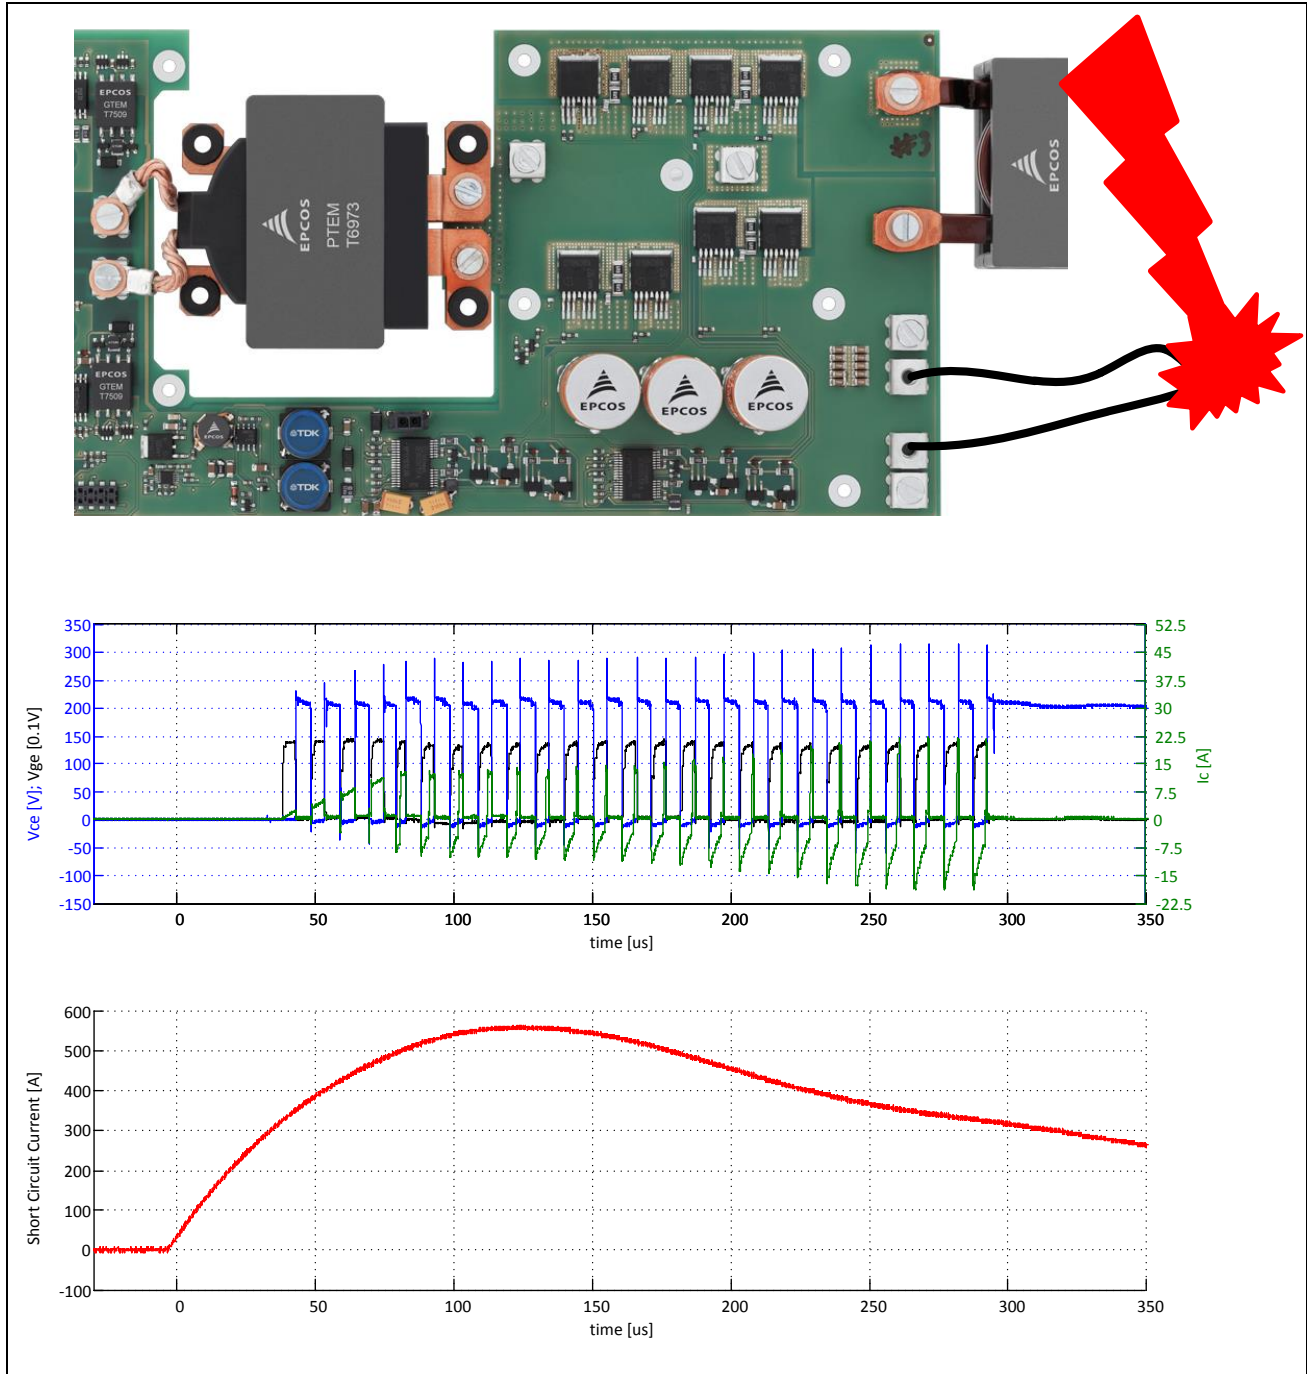 EPCOS
GTEM
T7509
EPCOS
PTEM
T6973
EPCOS
EPCOS
GTEM
T7509
EPCOS
EPCOS
EPCOS
EPCOS
TDK
TDK
350
300
250
200
150
100
50
0
-50
-100
-150
Vce [V]; Vge [0.1V]
52.5
45
37.5
30
22.5
15
7.5
0
-7.5
-15
-22.5
Ic [A]
0 50 100 150 200 250 300 350
time [us]
600
500
400
300
200
100
0
-100
Short Circuit Current [A]
0 50 100 150 200 250 300 350
time [us]